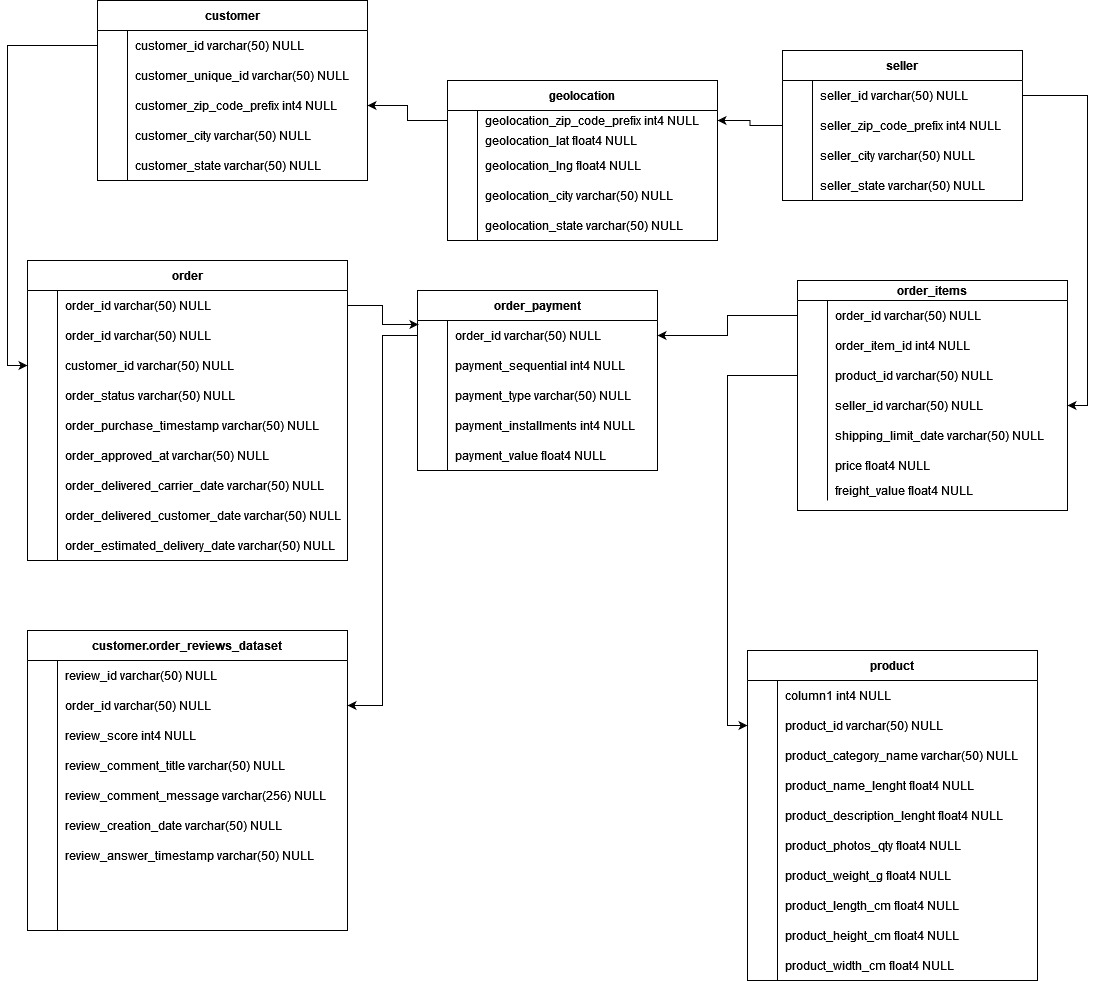 customer
customer_id varchar(50) NULL
customer_unique_id varchar(50) NULL
customer_zip_code_prefix int4 NULL
customer_city varchar(50) NULL
customer_state varchar(50) NULL
geolocation
geolocation_zip_code_prefix int4 NULL
geolocation_lat float4 NULL
geolocation_lng float4 NULL
geolocation_city varchar(50) NULL
geolocation_state varchar(50) NULL
seller
seller_id varchar(50) NULL
seller_zip_code_prefix int4 NULL
seller_city varchar(50) NULL
seller_state varchar(50) NULL
order
order_id varchar(50) NULL
order_id varchar(50) NULL
customer_id varchar(50) NULL
order_status varchar(50) NULL
order_purchase_timestamp varchar(50) NULL
order_approved_at varchar(50) NULL
order_delivered_carrier_date varchar(50) NULL
order_delivered_customer_date varchar(50) NULL
order_estimated_delivery_date varchar(50) NULL
order_payment
order_id varchar(50) NULL
payment_sequential int4 NULL
payment_type varchar(50) NULL
payment_installments int4 NULL
payment_value float4 NULL
order_items
order_id varchar(50) NULL
order_item_id int4 NULL
product_id varchar(50) NULL
seller_id varchar(50) NULL
shipping_limit_date varchar(50) NULL
price float4 NULL
freight_value float4 NULL
customer.order_reviews_dataset
review_id varchar(50) NULL
order_id varchar(50) NULL
review_score int4 NULL
review_comment_title varchar(50) NULL
review_comment_message varchar(256) NULL
review_creation_date varchar(50) NULL
review_answer_timestamp varchar(50) NULL
product
column1 int4 NULL
product_id varchar(50) NULL
product_category_name varchar(50) NULL
product_name_lenght float4 NULL
product_description_lenght float4 NULL
product_photos_qty float4 NULL
product_weight_g float4 NULL
product_length_cm float4 NULL
product_height_cm float4 NULL
product_width_cm float4 NULL